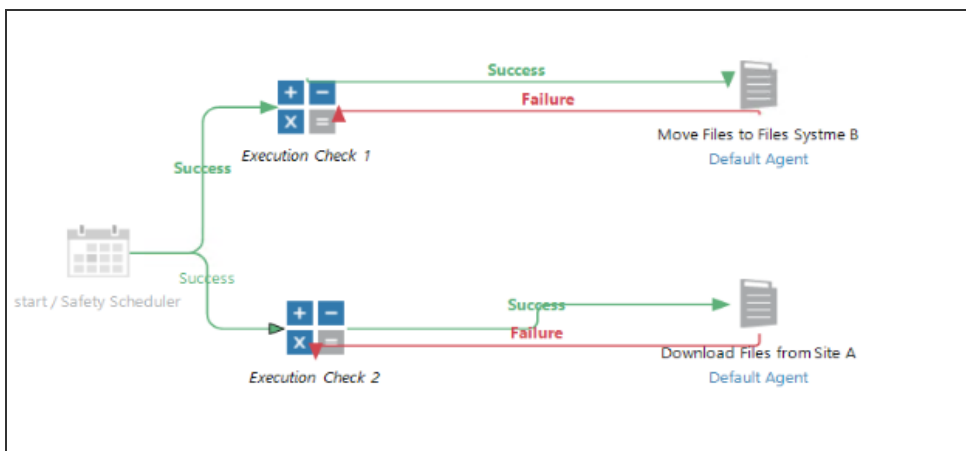 Success
Failure
Execution Check 1
Move Files to Files Systme B
Default Agent
Success
Success
start / Safety Scheduler
Success
Failure
Execution Check 2
Download Files from Site A
Default Agent